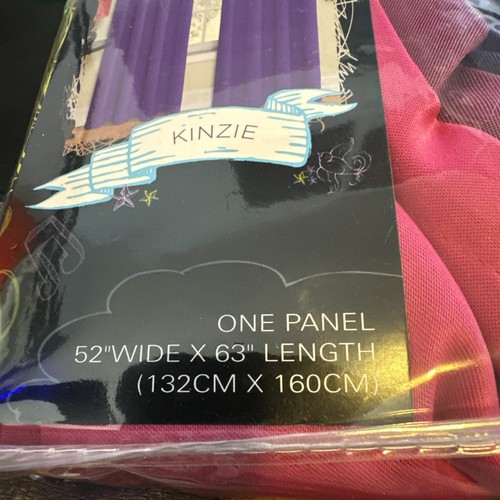 KINZIE
ONE PANEL
52"WIDE X 63" LENGTH
(132CM X 160CM)